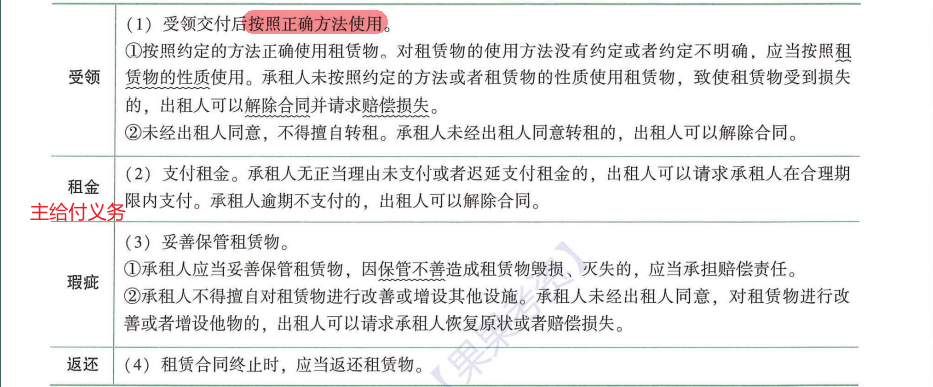 受领
(1) 受领交付后按照正确方法使用。
①按照约定的方法正确使用租赁物。对租赁物的使用方法没有约定或者约定不明确，应当按照租
赁物的性质使用。承租人未按照约定的方法或者租赁物的性质使用租赁物，致使租赁物受到损失
的，出租人可以解除合同并请求赔偿损失。
②未经出租人同意，不得擅自转租。承租人未经出租人同意转租的，出租人可以解除合同。
租金
主给付义务
(2) 支付租金。承租人无正当理由未支付或者迟延支付租金的，出租人可以请求承租人在合理期
限内支付。承租人逾期不支付的，出租人可以解除合同。
瑕疵
(3) 妥善保管租赁物。
①承租人应当妥善保管租赁物，因保管不善造成租赁物毁损、灭失的，应当承担赔偿责任。
②承租人不得擅自对租赁物进行改善或增设其他设施。承租人未经出租人同意，对租赁物进行改
善或者增设他物的，出租人可以请求承租人恢复原状或者赔偿损失。
返还
(4) 租赁合同终止时，应当返还租赁物。
【果果考资】